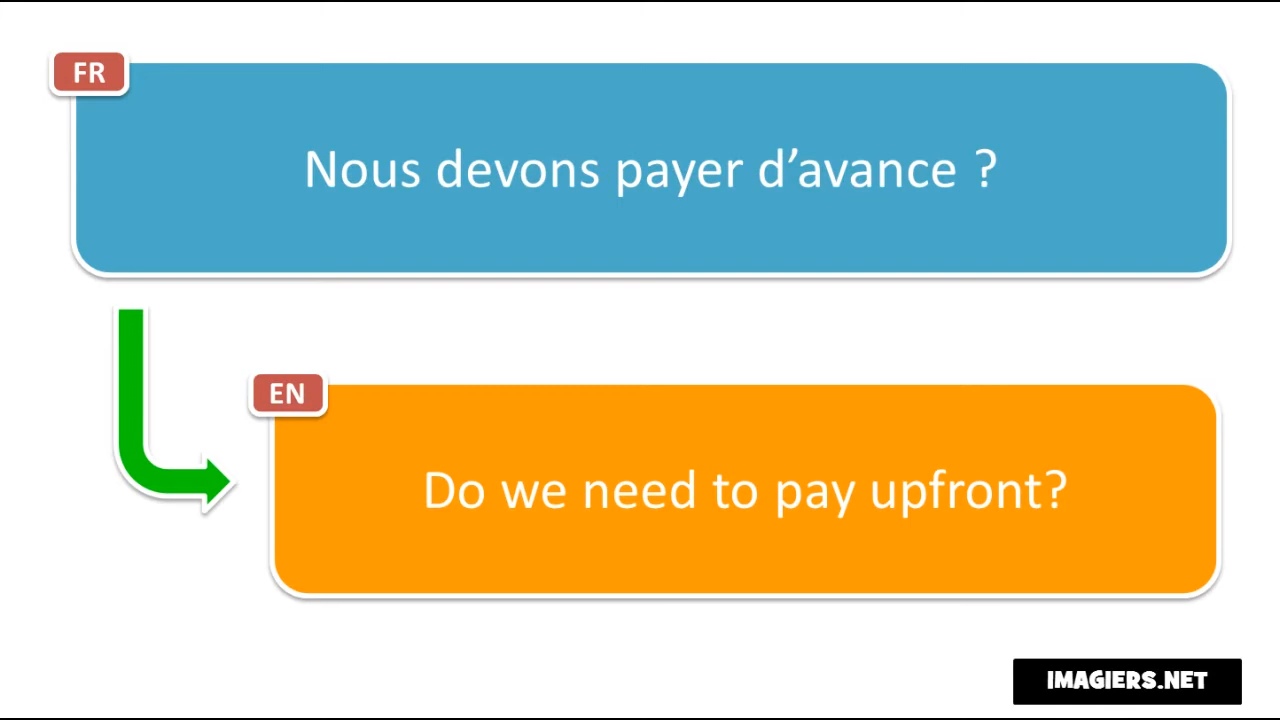 FR
Nous devons payer d’avance ?
EN
Do we need to pay upfront?
IMAGIERS.NET